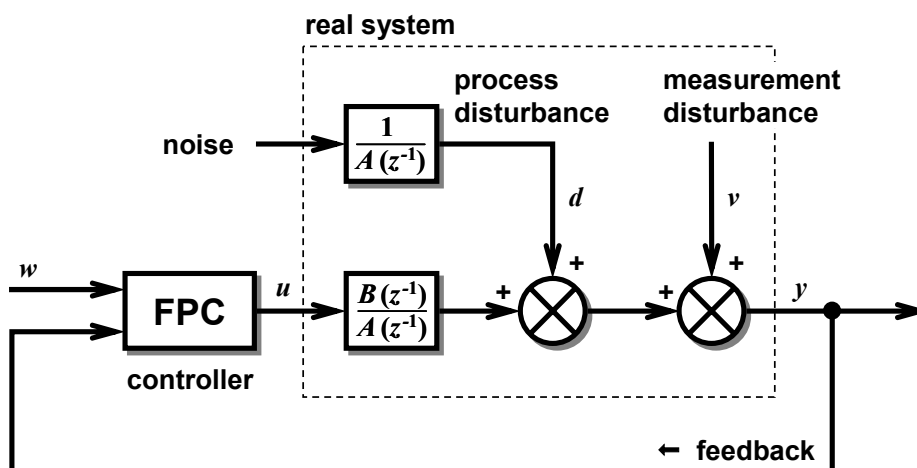 real system
process
disturbance
measurement
disturbance
noise
1
A (z⁻¹)
d
v
+
+
w
FPC
u
B (z⁻¹)
A (z⁻¹)
+
+
y
controller
← feedback